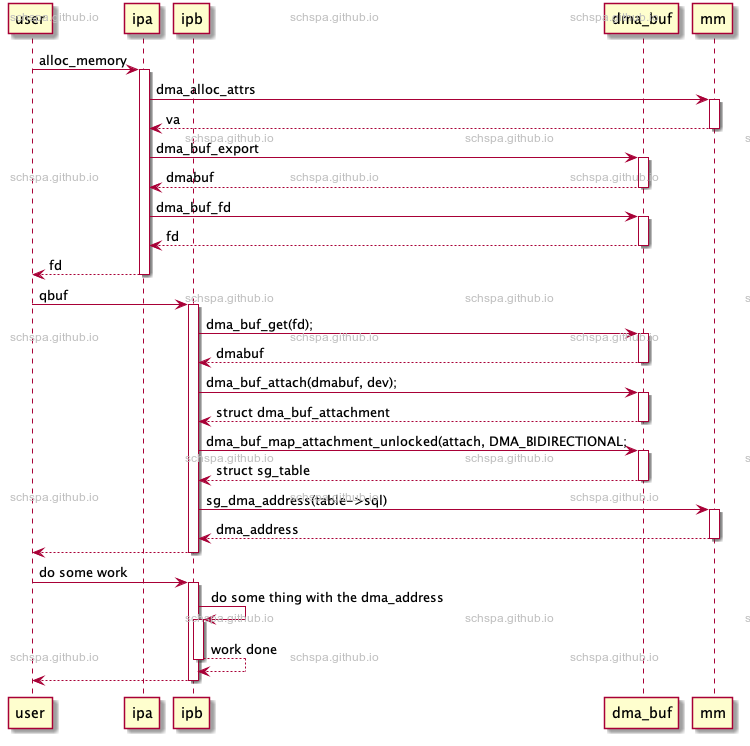 user ipa ipb dma_buf mm
schspa.github.io schspa.github.io schspa.github.io
alloc_memory
dma_alloc_attrs
va
schspa.github.io schspa.github.io s
dma_buf_export
dmabuf
schspa.github.io schspa.github.io schspa.github.io
dma_buf_fd
fd
fd
qbuf
schspa.github.io schspa.github.io s
dma_buf_get(fd);
schspa.github.io schspa.github.io schspa.github.io
dmabuf
dma_buf_attach(dmabuf, dev);
struct dma_buf_attachment
dma_buf_map_attachment_unlocked(attach, DMA_BIDIRECTIONAL;
schspa.github.io schspa.github.io s
struct sg_table
schspa.github.io schspa.github.io schspa.github.io
sg_dma_address(table->sql)
dma_address
do some work
do some thing with the dma_address
schspa.github.io schspa.github.io s
work done
schspa.github.io schspa.github.io schspa.github.io
user ipa ipb dma_buf mm